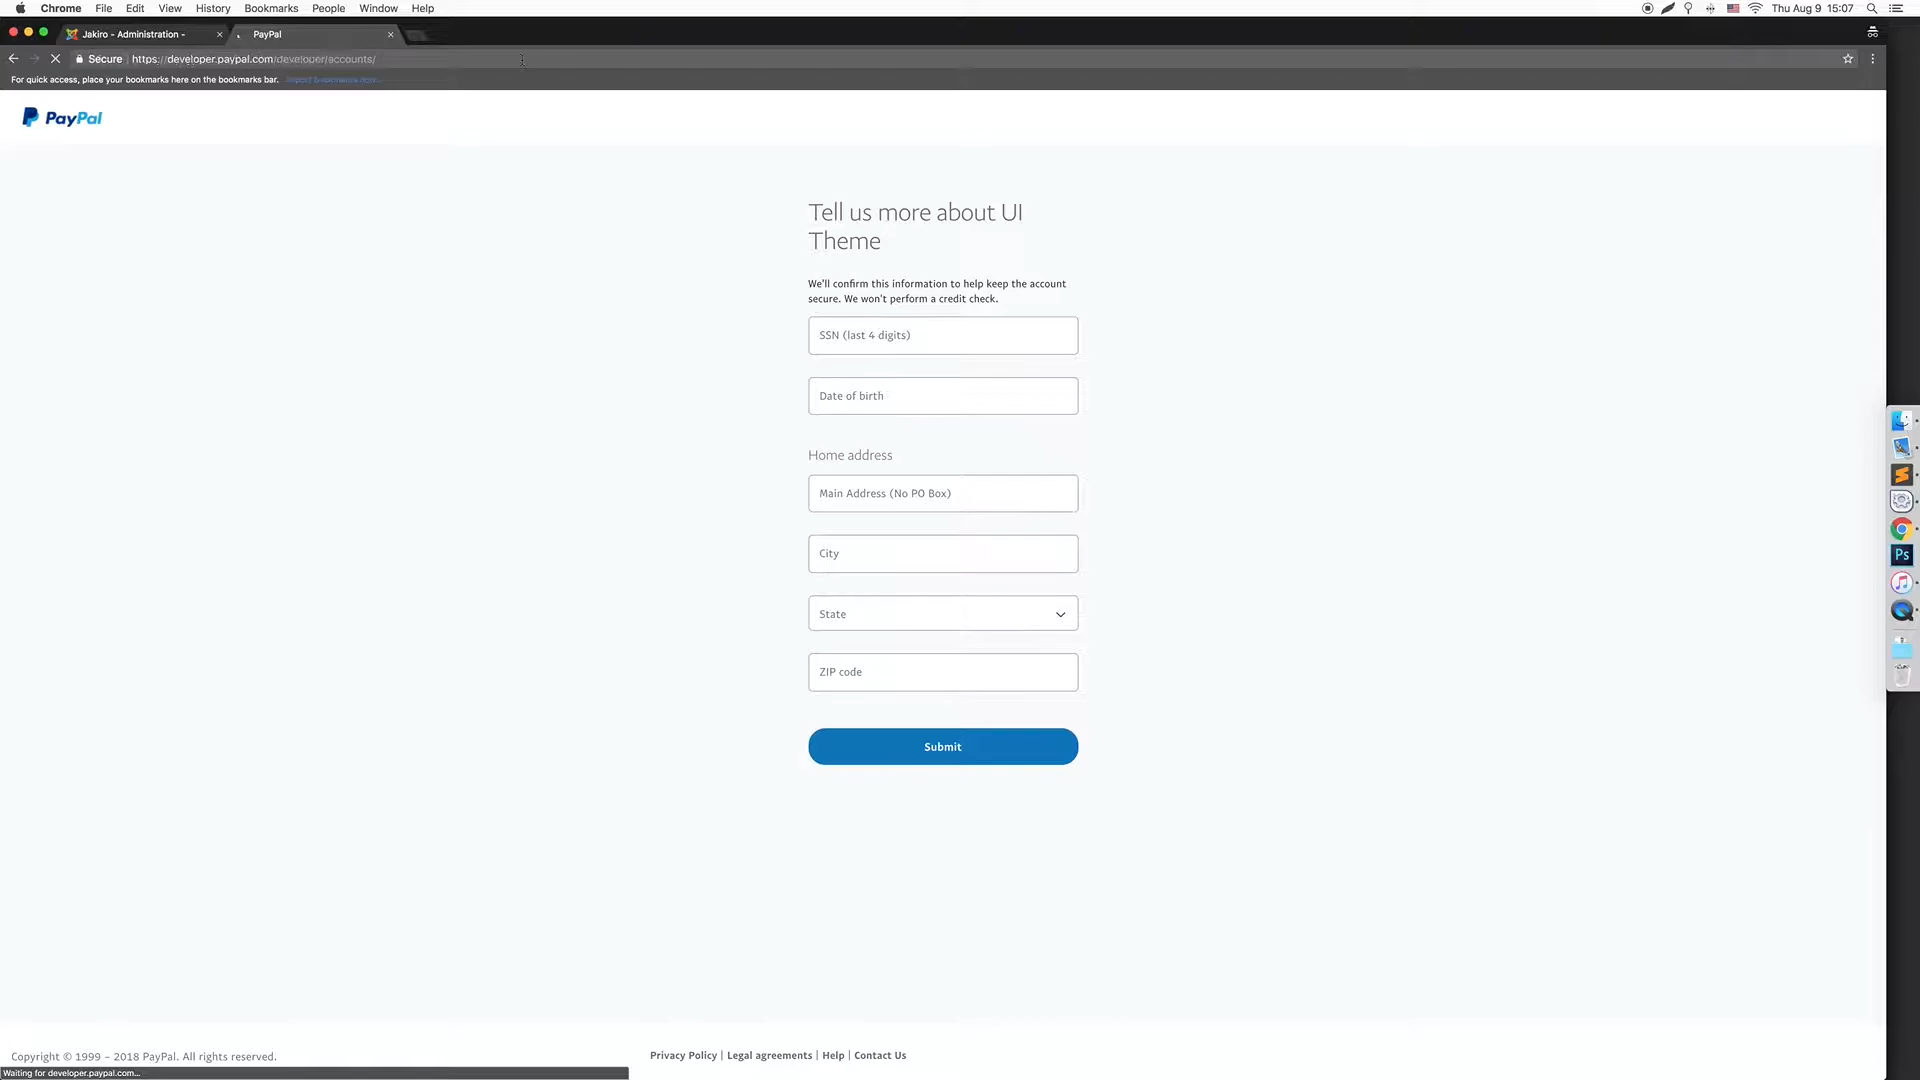 Chrome File Edit View History Bookmarks People Window Help
Thu Aug 9 15:07
Jakiro - Administration -
PayPal
Secure https://developer.paypal.com/developer/accounts/
For quick access, place your bookmarks here on the bookmarks bar. Import bookmarks now...
PayPal
Tell us more about UI
Theme
We'll confirm this information to help keep the account
secure. We won't perform a credit check.
SSN (last 4 digits)
Date of birth
Home address
Main Address (No PO Box)
City
State
ZIP code
Submit
Ps
Copyright © 1999 – 2018 PayPal. All rights reserved.
Privacy Policy | Legal agreements | Help | Contact Us
Waiting for developer.paypal.com...